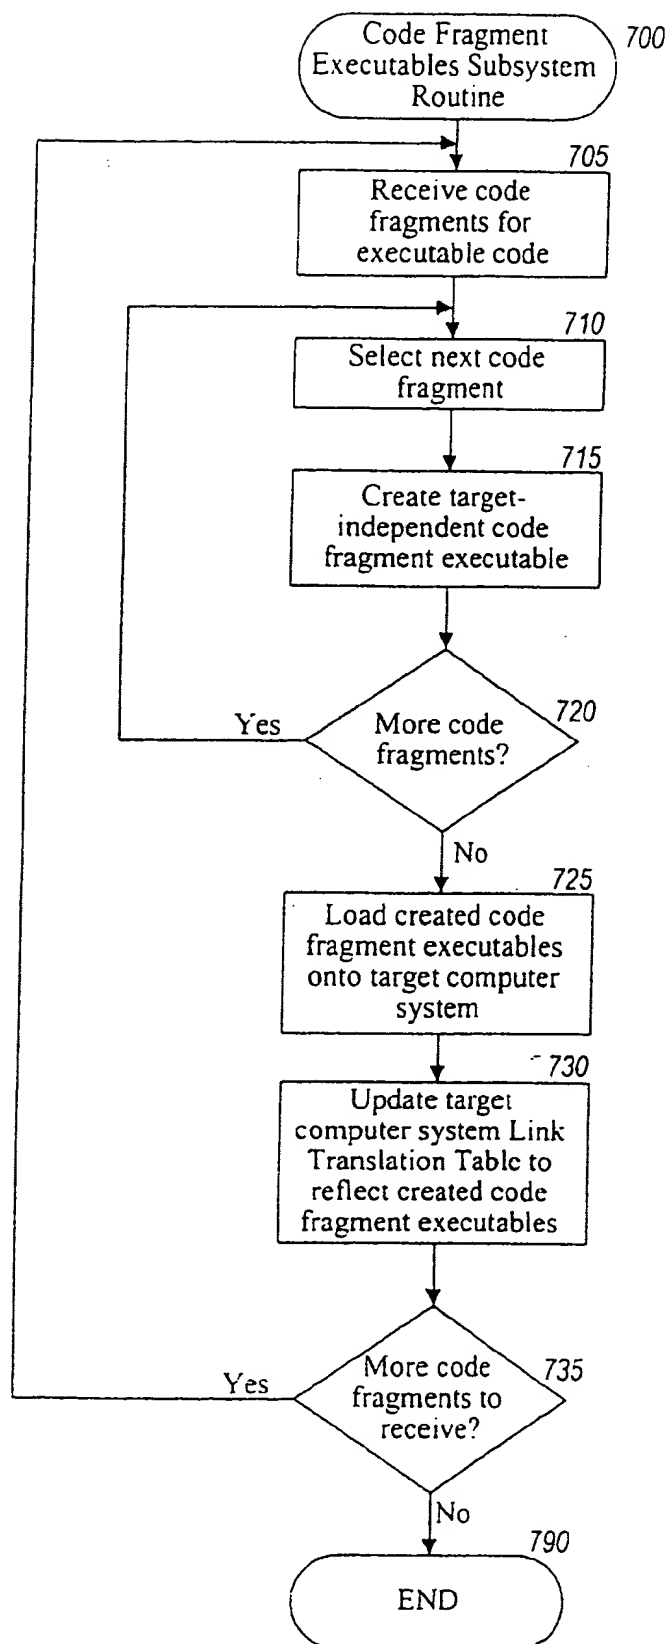 Code Fragment
Executables Subsystem
Routine
700
705
Receive code
fragments for
executable code
710
Select next code
fragment
715
Create target-
independent code
fragment executable
720
More code
fragments?
Yes
No
725
Load created code
fragment executables
onto target computer
system
730
Update target
computer system Link
Translation Table to
reflect created code
fragment executables
735
More code
fragments to
receive?
Yes
No
790
END